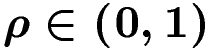 ρ ∈ (0, 1)